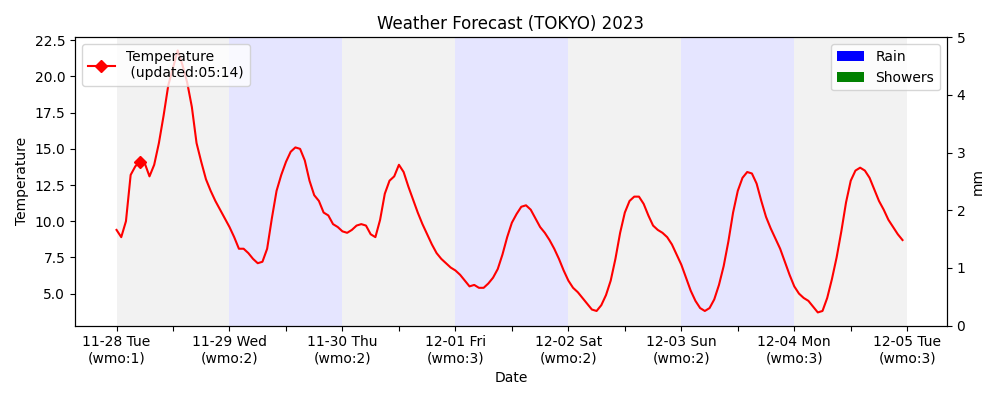 Weather Forecast (TOKYO) 2023
Temperature
(updated:05:14)
Rain
Showers
22.5
20.0
17.5
15.0
12.5
10.0
7.5
5.0
Temperature
5
4
3
2
1
0
mm
11-28 Tue
(wmo:1)
11-29 Wed
(wmo:2)
11-30 Thu
(wmo:2)
12-01 Fri
(wmo:3)
12-02 Sat
(wmo:2)
12-03 Sun
(wmo:2)
12-04 Mon
(wmo:3)
12-05 Tue
(wmo:3)
Date